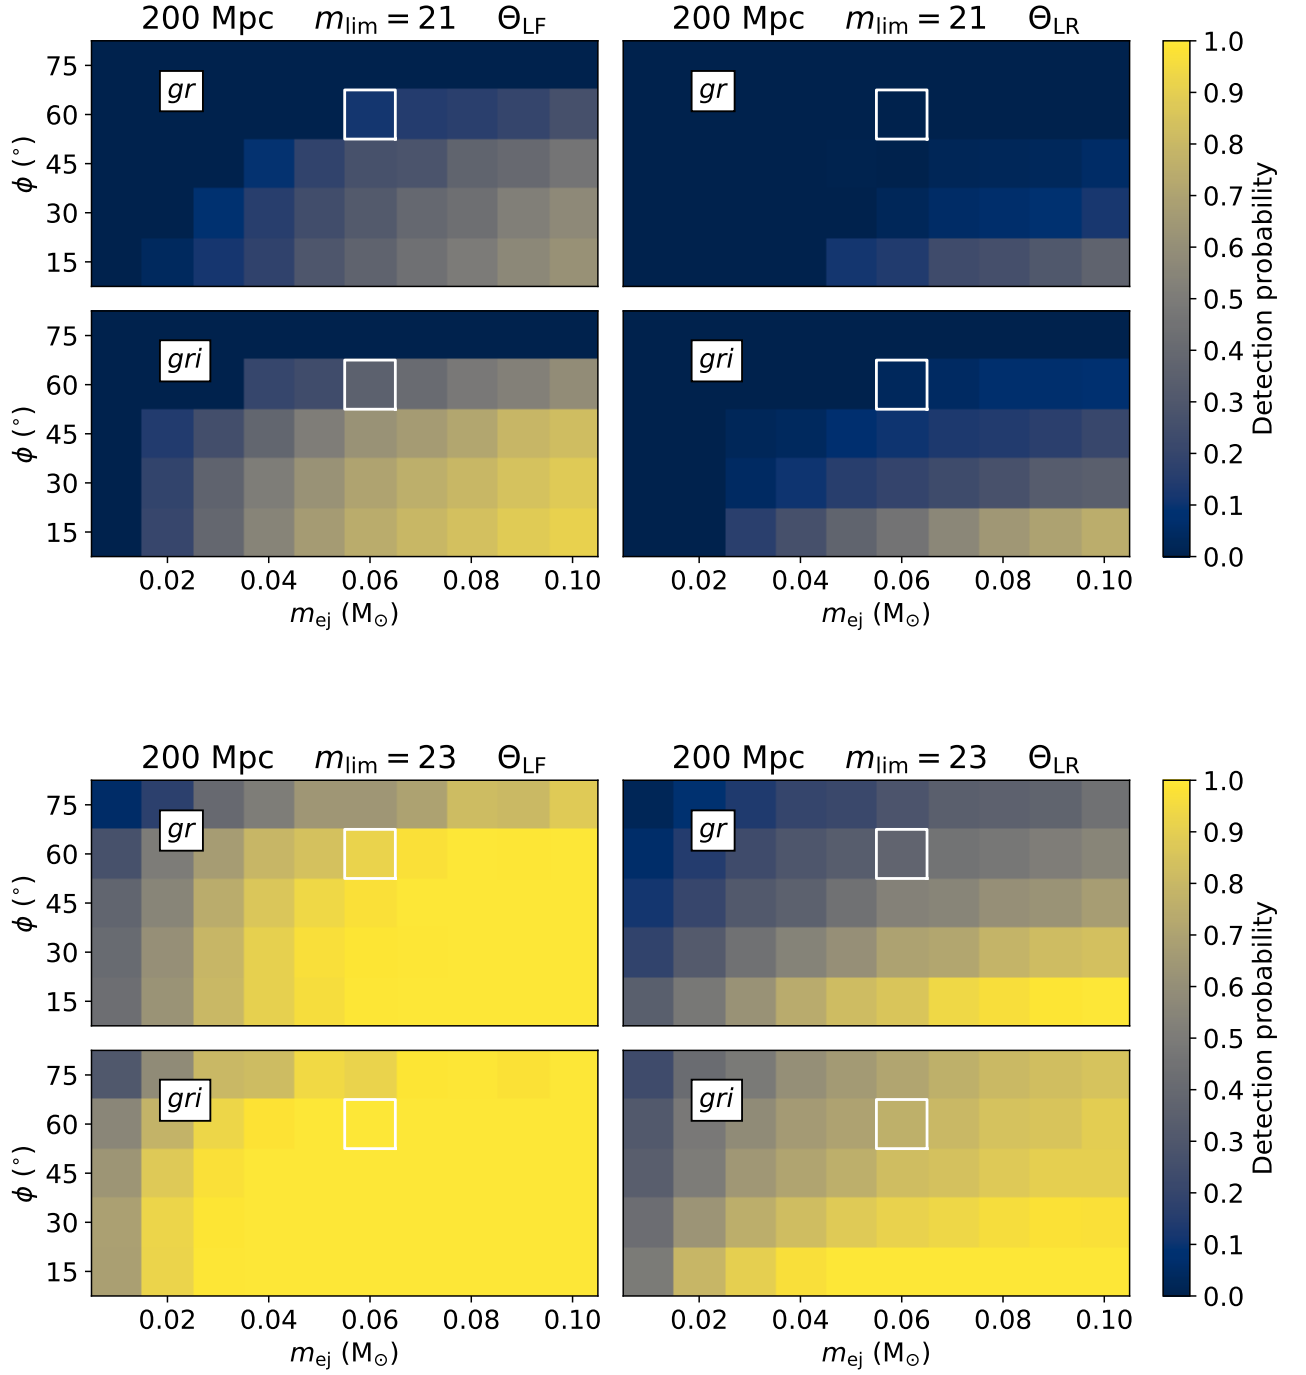 200 Mpc m_lim = 21 Θ_LF
200 Mpc m_lim = 21 Θ_LR
75
60
45
30
15
ϕ (°)
gr
gr
75
60
45
30
15
ϕ (°)
gri
gri
0.02 0.04 0.06 0.08 0.10
m_ej (M_⊙)
0.02 0.04 0.06 0.08 0.10
m_ej (M_⊙)
1.0
0.9
0.8
0.7
0.6
0.5
0.4
0.3
0.2
0.1
0.0
Detection probability
200 Mpc m_lim = 23 Θ_LF
200 Mpc m_lim = 23 Θ_LR
75
60
45
30
15
ϕ (°)
gr
gr
75
60
45
30
15
ϕ (°)
gri
gri
0.02 0.04 0.06 0.08 0.10
m_ej (M_⊙)
0.02 0.04 0.06 0.08 0.10
m_ej (M_⊙)
1.0
0.9
0.8
0.7
0.6
0.5
0.4
0.3
0.2
0.1
0.0
Detection probability